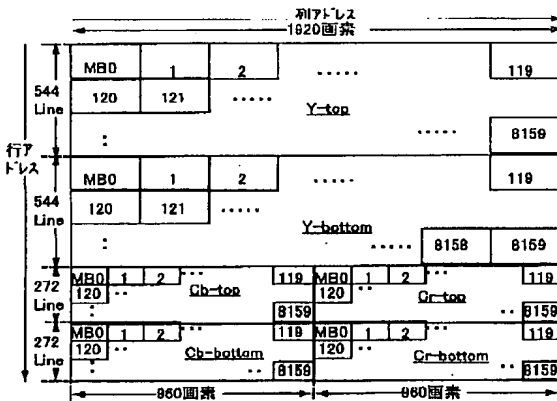 列アドレス
1920画素
MB0 1 2 ..... 119
544 Line
120 121 ..... Y-top
: ..... 8159
行アドレス
MB0 1 2 ..... 119
544 Line
120 121 ..... Y-bottom
: ..... 8158 8159
MB0 1 2 ... 119 MB0 1 2 ... 119
272 Line
120 .. Cb-top 120 .. Cr-top
: .. 8159 : .. 8159
MB0 1 2 ... 119 MB0 1 2 ... 119
272 Line
120 .. Cb-bottom 120 .. Cr-bottom
: .. 8159 : .. 8159
960画素 960画素